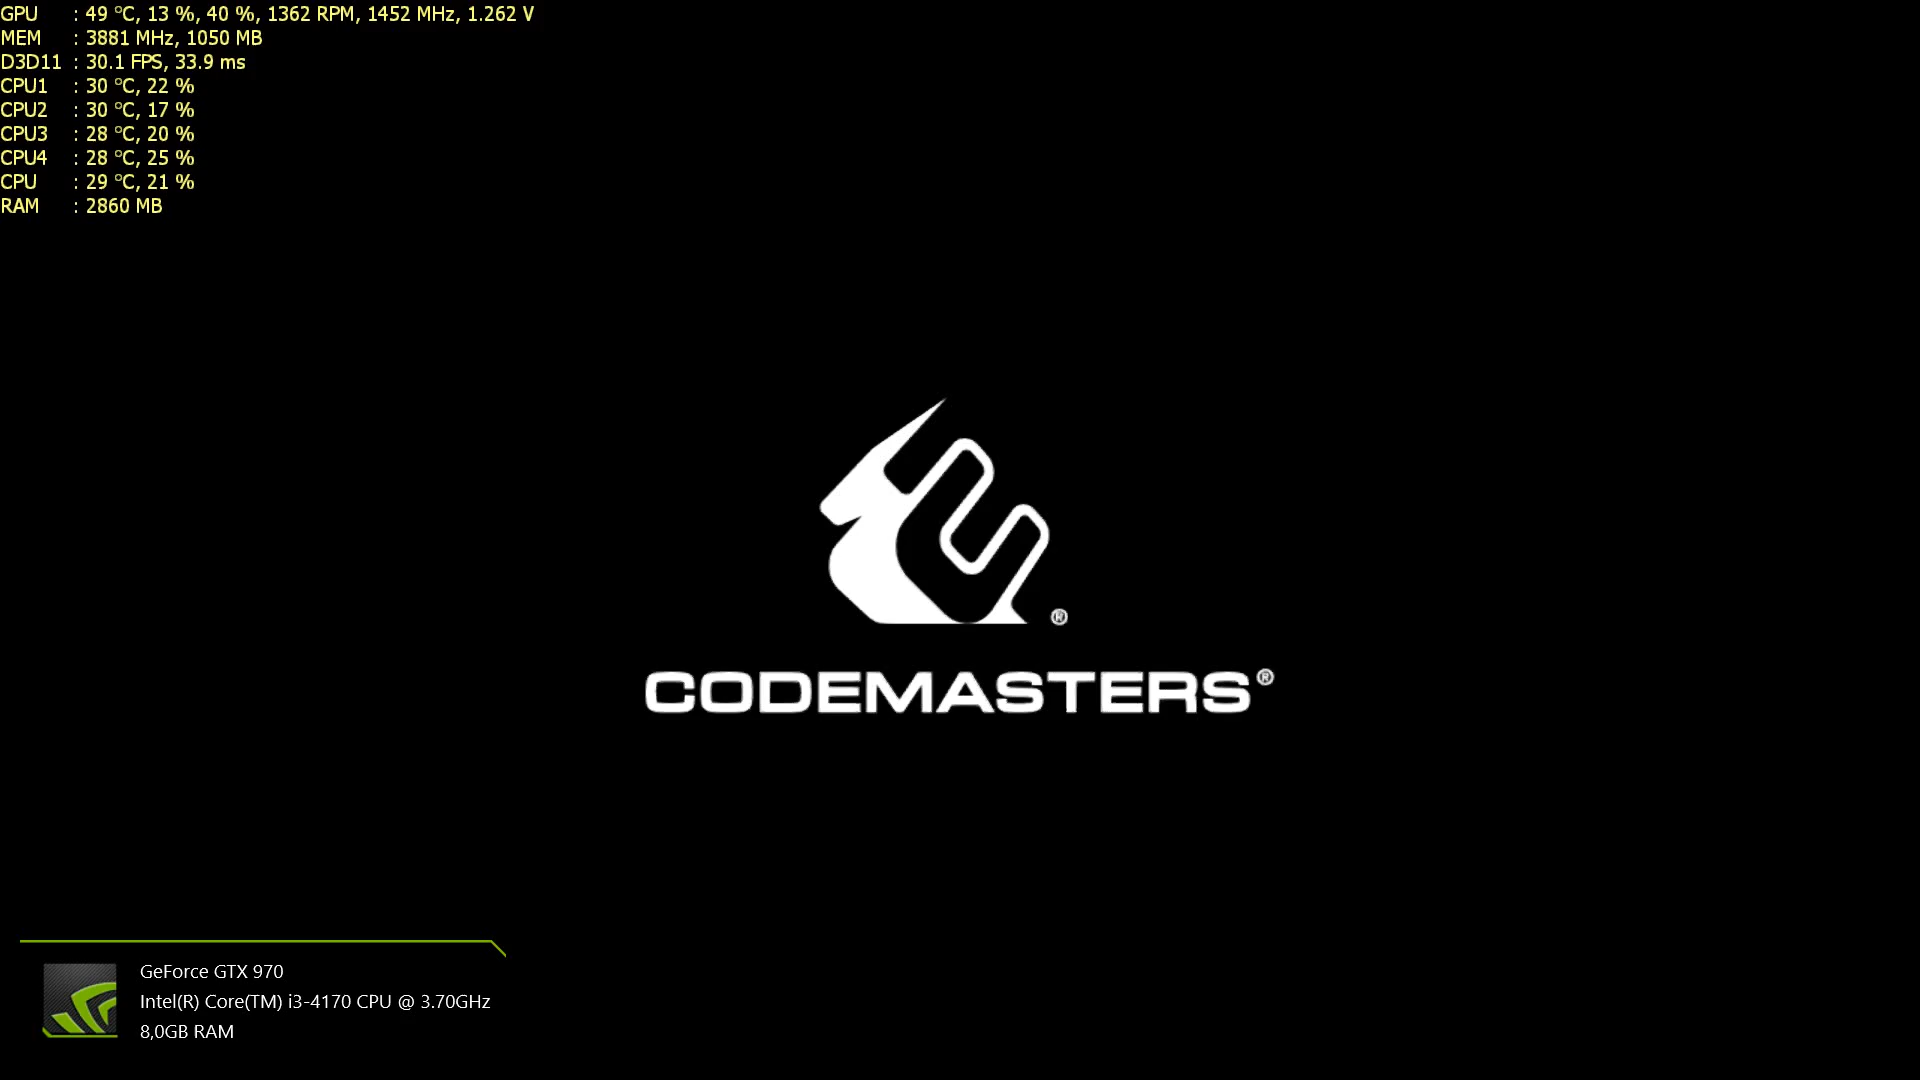 GPU : 49 °C, 13 %, 40 %, 1362 RPM, 1452 MHz, 1.262 V
MEM : 3881 MHz, 1050 MB
D3D11 : 30.1 FPS, 33.9 ms
CPU1 : 30 °C, 22 %
CPU2 : 30 °C, 17 %
CPU3 : 28 °C, 20 %
CPU4 : 28 °C, 25 %
CPU : 29 °C, 21 %
RAM : 2860 MB
®
CODEMASTERS®
GeForce GTX 970
Intel(R) Core(TM) i3-4170 CPU @ 3.70GHz
8,0GB RAM